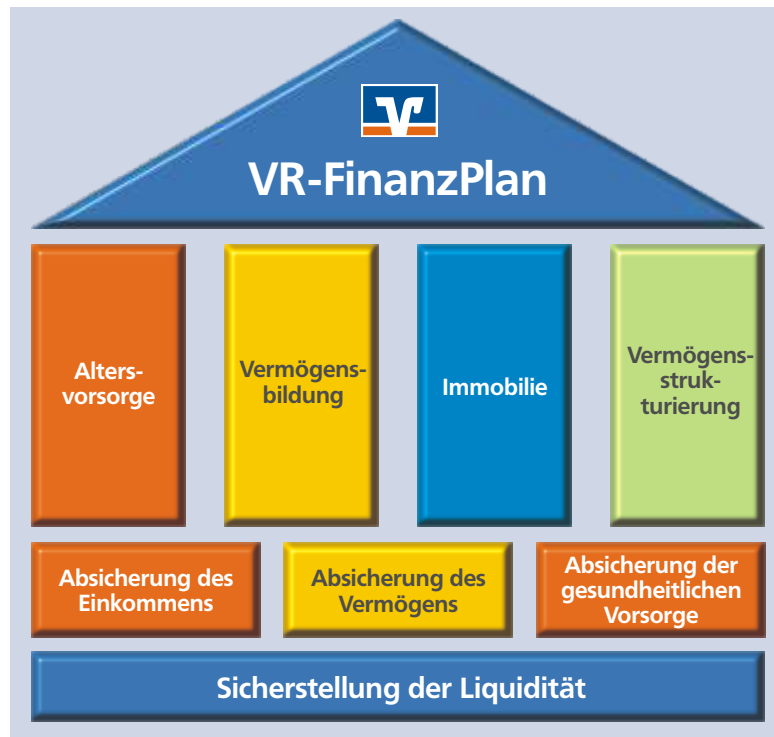 VR-FinanzPlan
Alters-
vorsorge
Vermögens-
bildung
Immobilie
Vermögens-
struk-
turierung
Absicherung des
Einkommens
Absicherung des
Vermögens
Absicherung der
gesundheitlichen
Vorsorge
Sicherstellung der Liquidität